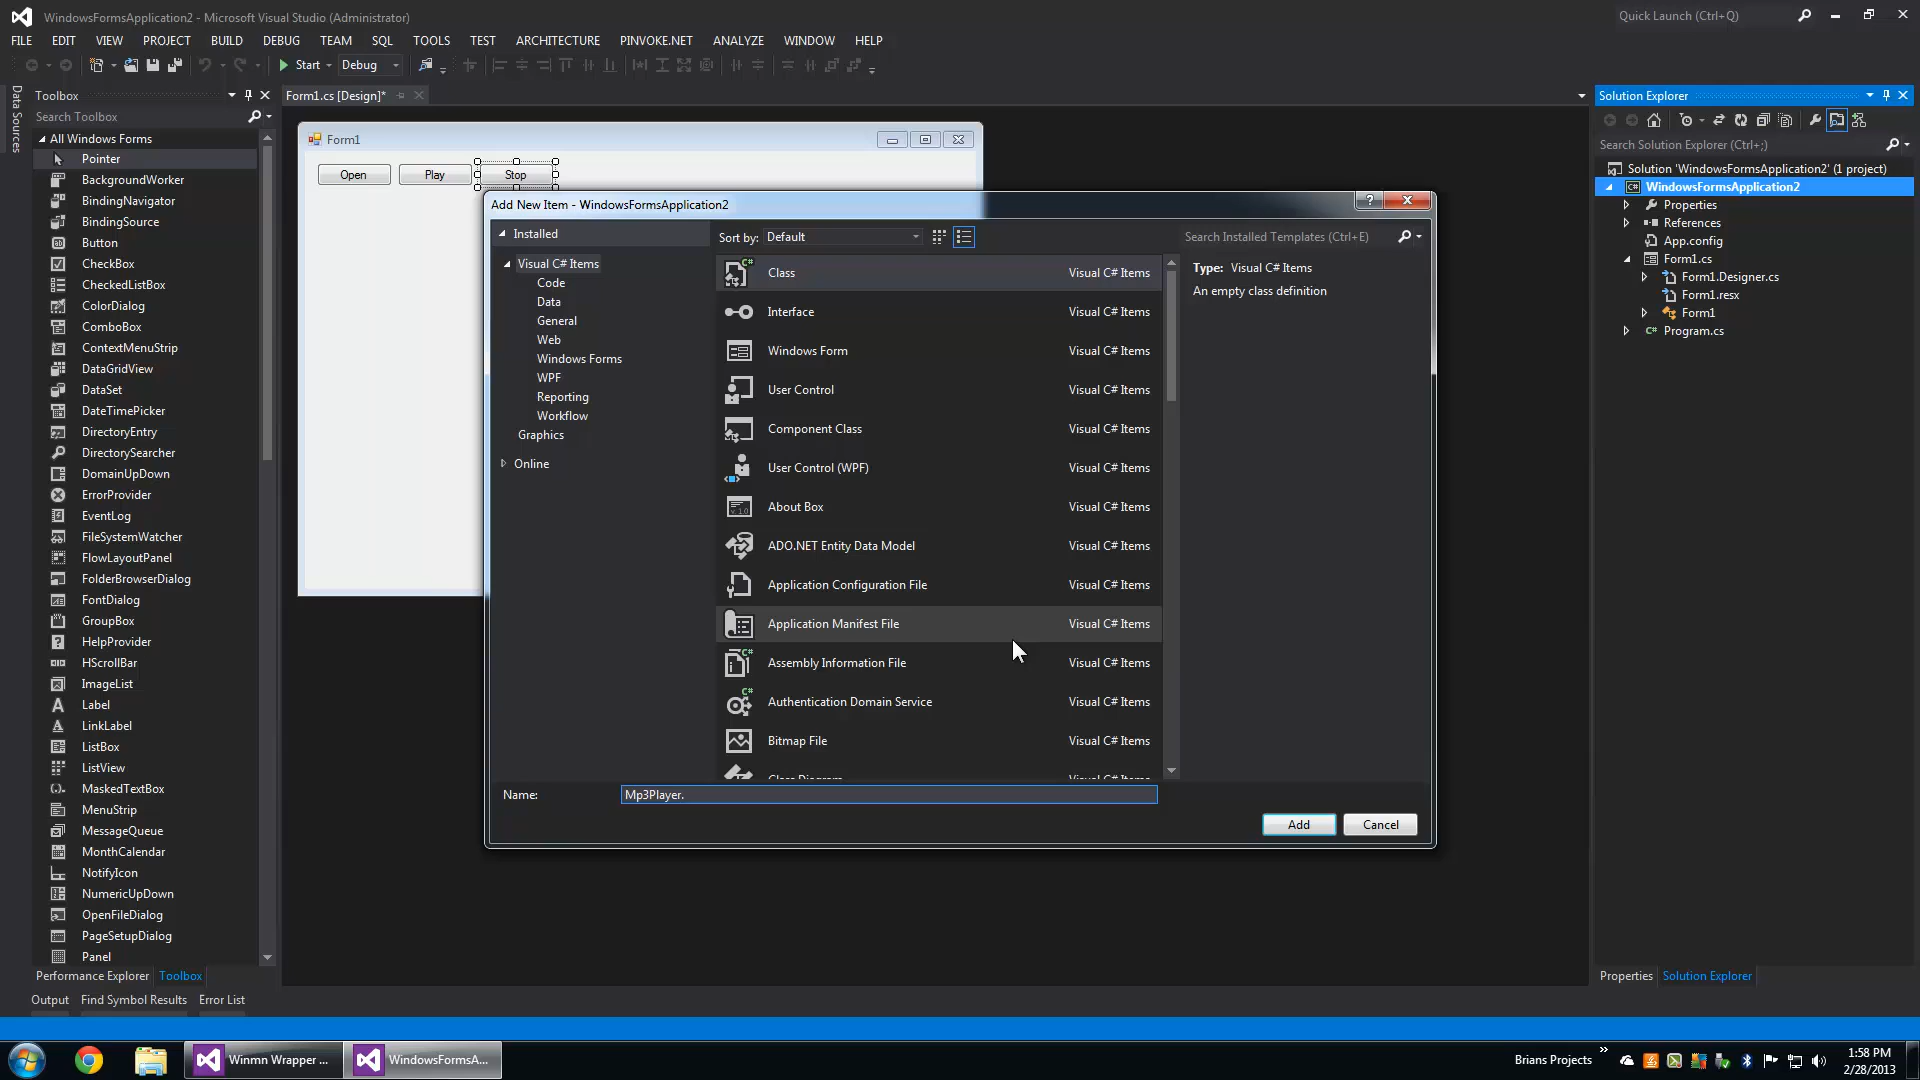 WindowsFormsApplication2 - Microsoft Visual Studio (Administrator)
Quick Launch (Ctrl+Q)
FILE EDIT VIEW PROJECT BUILD DEBUG TEAM SQL TOOLS TEST ARCHITECTURE PINVOKE.NET ANALYZE WINDOW HELP
Start Debug
Data Sources
Toolbox
Search Toolbox
All Windows Forms
Pointer
BackgroundWorker
BindingNavigator
BindingSource
Button
CheckBox
CheckedListBox
ColorDialog
ComboBox
ContextMenuStrip
DataGridView
DataSet
DateTimePicker
DirectoryEntry
DirectorySearcher
DomainUpDown
ErrorProvider
EventLog
FileSystemWatcher
FlowLayoutPanel
FolderBrowserDialog
FontDialog
GroupBox
HelpProvider
HScrollBar
ImageList
Label
LinkLabel
ListBox
ListView
MaskedTextBox
MenuStrip
MessageQueue
MonthCalendar
NotifyIcon
NumericUpDown
OpenFileDialog
PageSetupDialog
Panel
Performance Explorer Toolbox
Output Find Symbol Results Error List
Form1.cs [Design]*
Form1
Open Play Stop
Add New Item - WindowsFormsApplication2
Installed
Visual C# Items
Code
Data
General
Web
Windows Forms
WPF
Reporting
Workflow
Graphics
Online
Sort by: Default
Search Installed Templates (Ctrl+E)
Class Visual C# Items
Interface Visual C# Items
Windows Form Visual C# Items
User Control Visual C# Items
Component Class Visual C# Items
User Control (WPF) Visual C# Items
About Box Visual C# Items
ADO.NET Entity Data Model Visual C# Items
Application Configuration File Visual C# Items
Application Manifest File Visual C# Items
Assembly Information File Visual C# Items
Authentication Domain Service Visual C# Items
Bitmap File Visual C# Items
Class Diagram Visual C# Items
Type: Visual C# Items
An empty class definition
Name: Mp3Player.
Add Cancel
Solution Explorer
Search Solution Explorer (Ctrl+;)
Solution 'WindowsFormsApplication2' (1 project)
WindowsFormsApplication2
Properties
References
App.config
Form1.cs
Form1.Designer.cs
Form1.resx
Form1
Program.cs
Properties Solution Explorer
Winmn Wrapper ...
WindowsFormsA...
Brians Projects
1:58 PM
2/28/2013